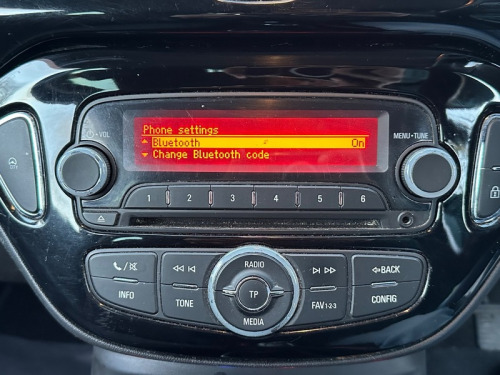 Phone settings
Bluetooth On
Change Bluetooth code
VOL
MENU-TUNE
1 2 3 4 5 6
RADIO
TP
MEDIA
INFO
TONE
FAV1-2-3
BACK
CONFIG